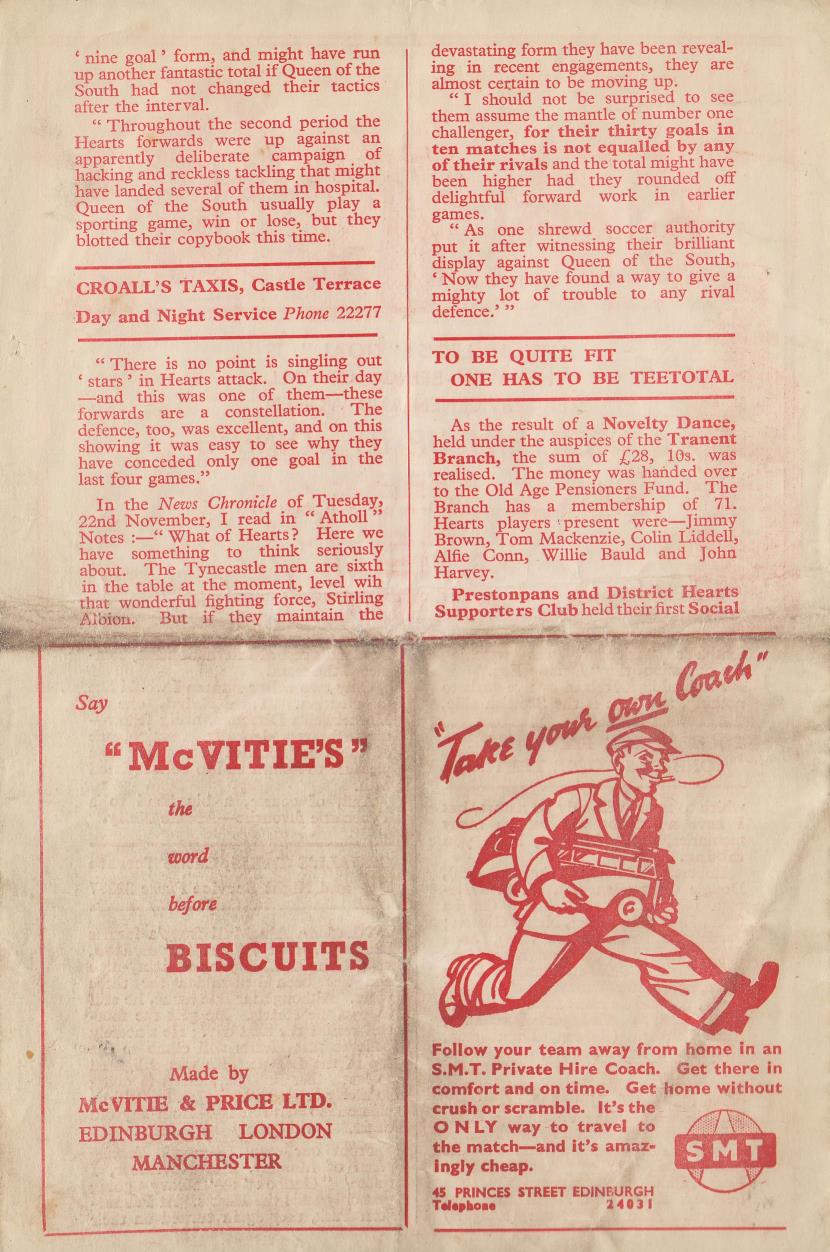 ‘ nine goal ’ form, and might have run
up another fantastic total if Queen of the
South had not changed their tactics
after the interval.
“ Throughout the second period the
Hearts forwards were up against an
apparently deliberate campaign of
hacking and reckless tackling that might
have landed several of them in hospital.
Queen of the South usually play a
sporting game, win or lose, but they
blotted their copybook this time.
CROALL’S TAXIS, Castle Terrace
Day and Night Service Phone 22277
“ There is no point is singling out
‘ stars ’ in Hearts attack. On their day
—and this was one of them—these
forwards are a constellation. The
defence, too, was excellent, and on this
showing it was easy to see why they
have conceded only one goal in the
last four games.”
In the News Chronicle of Tuesday,
22nd November, I read in “ Atholl ”
Notes :—“ What of Hearts? Here we
have something to think seriously
about. The Tynecastle men are sixth
in the table at the moment, level wih
that wonderful fighting force, Stirling
Albion. But if they maintain the
devastating form they have been reveal-
ing in recent engagements, they are
almost certain to be moving up.
“ I should not be surprised to see
them assume the mantle of number one
challenger, for their thirty goals in
ten matches is not equalled by any
of their rivals and the total might have
been higher had they rounded off
delightful forward work in earlier
games.
“ As one shrewd soccer authority
put it after witnessing their brilliant
display against Queen of the South,
‘ Now they have found a way to give a
mighty lot of trouble to any rival
defence.’ ”
TO BE QUITE FIT
ONE HAS TO BE TEETOTAL
As the result of a Novelty Dance,
held under the auspices of the Tranent
Branch, the sum of £28, 10s. was
realised. The money was handed over
to the Old Age Pensioners Fund. The
Branch has a membership of 71.
Hearts players present were—Jimmy
Brown, Tom Mackenzie, Colin Liddell,
Alfie Conn, Willie Bauld and John
Harvey.
Prestonpans and District Hearts
Supporters Club held their first Social
Say
“McVITIE’S”
the
word
before
BISCUITS
Made by
McVITIE & PRICE LTD.
EDINBURGH LONDON
MANCHESTER
“Take your own Coach”
Follow your team away from home in an
S.M.T. Private Hire Coach. Get there in
comfort and on time. Get home without
crush or scramble. It’s the
ONLY way to travel to
the match—and it’s amaz-
ingly cheap.
SMT
45 PRINCES STREET EDINBURGH
Telephone 24031